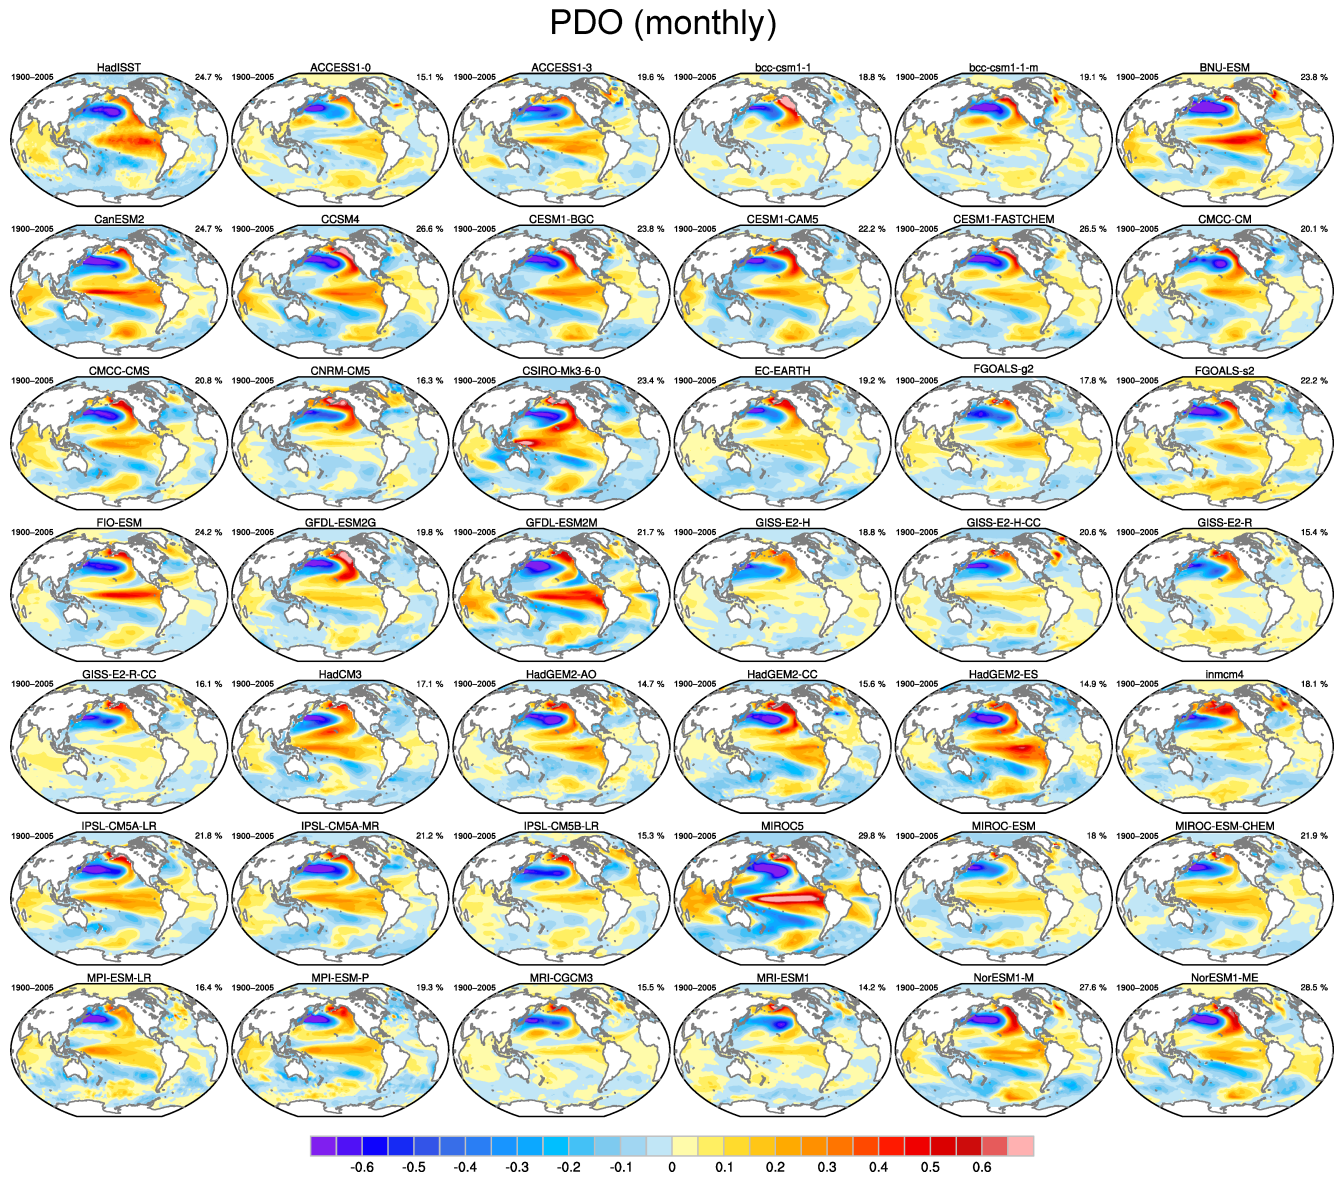 PDO (monthly)
HadISST ACCESS1-0 ACCESS1-3 bcc-csm1-1 bcc-csm1-1-m BNU-ESM
1900–2005 24.7 % 1900–2005 15.1 % 1900–2005 19.6 % 1900–2005 18.8 % 1900–2005 19.1 % 1900–2005 23.8 %
CanESM2 CCSM4 CESM1-BGC CESM1-CAM5 CESM1-FASTCHEM CMCC-CM
1900–2005 24.7 % 1900–2005 26.6 % 1900–2005 23.8 % 1900–2005 22.2 % 1900–2005 26.5 % 1900–2005 20.1 %
CMCC-CMS CNRM-CM5 CSIRO-Mk3-6-0 EC-EARTH FGOALS-g2 FGOALS-s2
1900–2005 20.8 % 1900–2005 16.3 % 1900–2005 23.4 % 1900–2005 19.2 % 1900–2005 17.8 % 1900–2005 22.2 %
FIO-ESM GFDL-ESM2G GFDL-ESM2M GISS-E2-H GISS-E2-H-CC GISS-E2-R
1900–2005 24.2 % 1900–2005 19.8 % 1900–2005 21.7 % 1900–2005 18.8 % 1900–2005 20.6 % 1900–2005 15.4 %
GISS-E2-R-CC HadCM3 HadGEM2-AO HadGEM2-CC HadGEM2-ES inmcm4
1900–2005 16.1 % 1900–2005 17.1 % 1900–2005 14.7 % 1900–2005 15.6 % 1900–2005 14.9 % 1900–2005 18.1 %
IPSL-CM5A-LR IPSL-CM5A-MR IPSL-CM5B-LR MIROC5 MIROC-ESM MIROC-ESM-CHEM
1900–2005 21.8 % 1900–2005 21.2 % 1900–2005 15.3 % 1900–2005 29.8 % 1900–2005 18 % 1900–2005 21.9 %
MPI-ESM-LR MPI-ESM-P MRI-CGCM3 MRI-ESM1 NorESM1-M NorESM1-ME
1900–2005 16.4 % 1900–2005 19.3 % 1900–2005 15.5 % 1900–2005 14.2 % 1900–2005 27.6 % 1900–2005 28.5 %
-0.6 -0.5 -0.4 -0.3 -0.2 -0.1 0 0.1 0.2 0.3 0.4 0.5 0.6